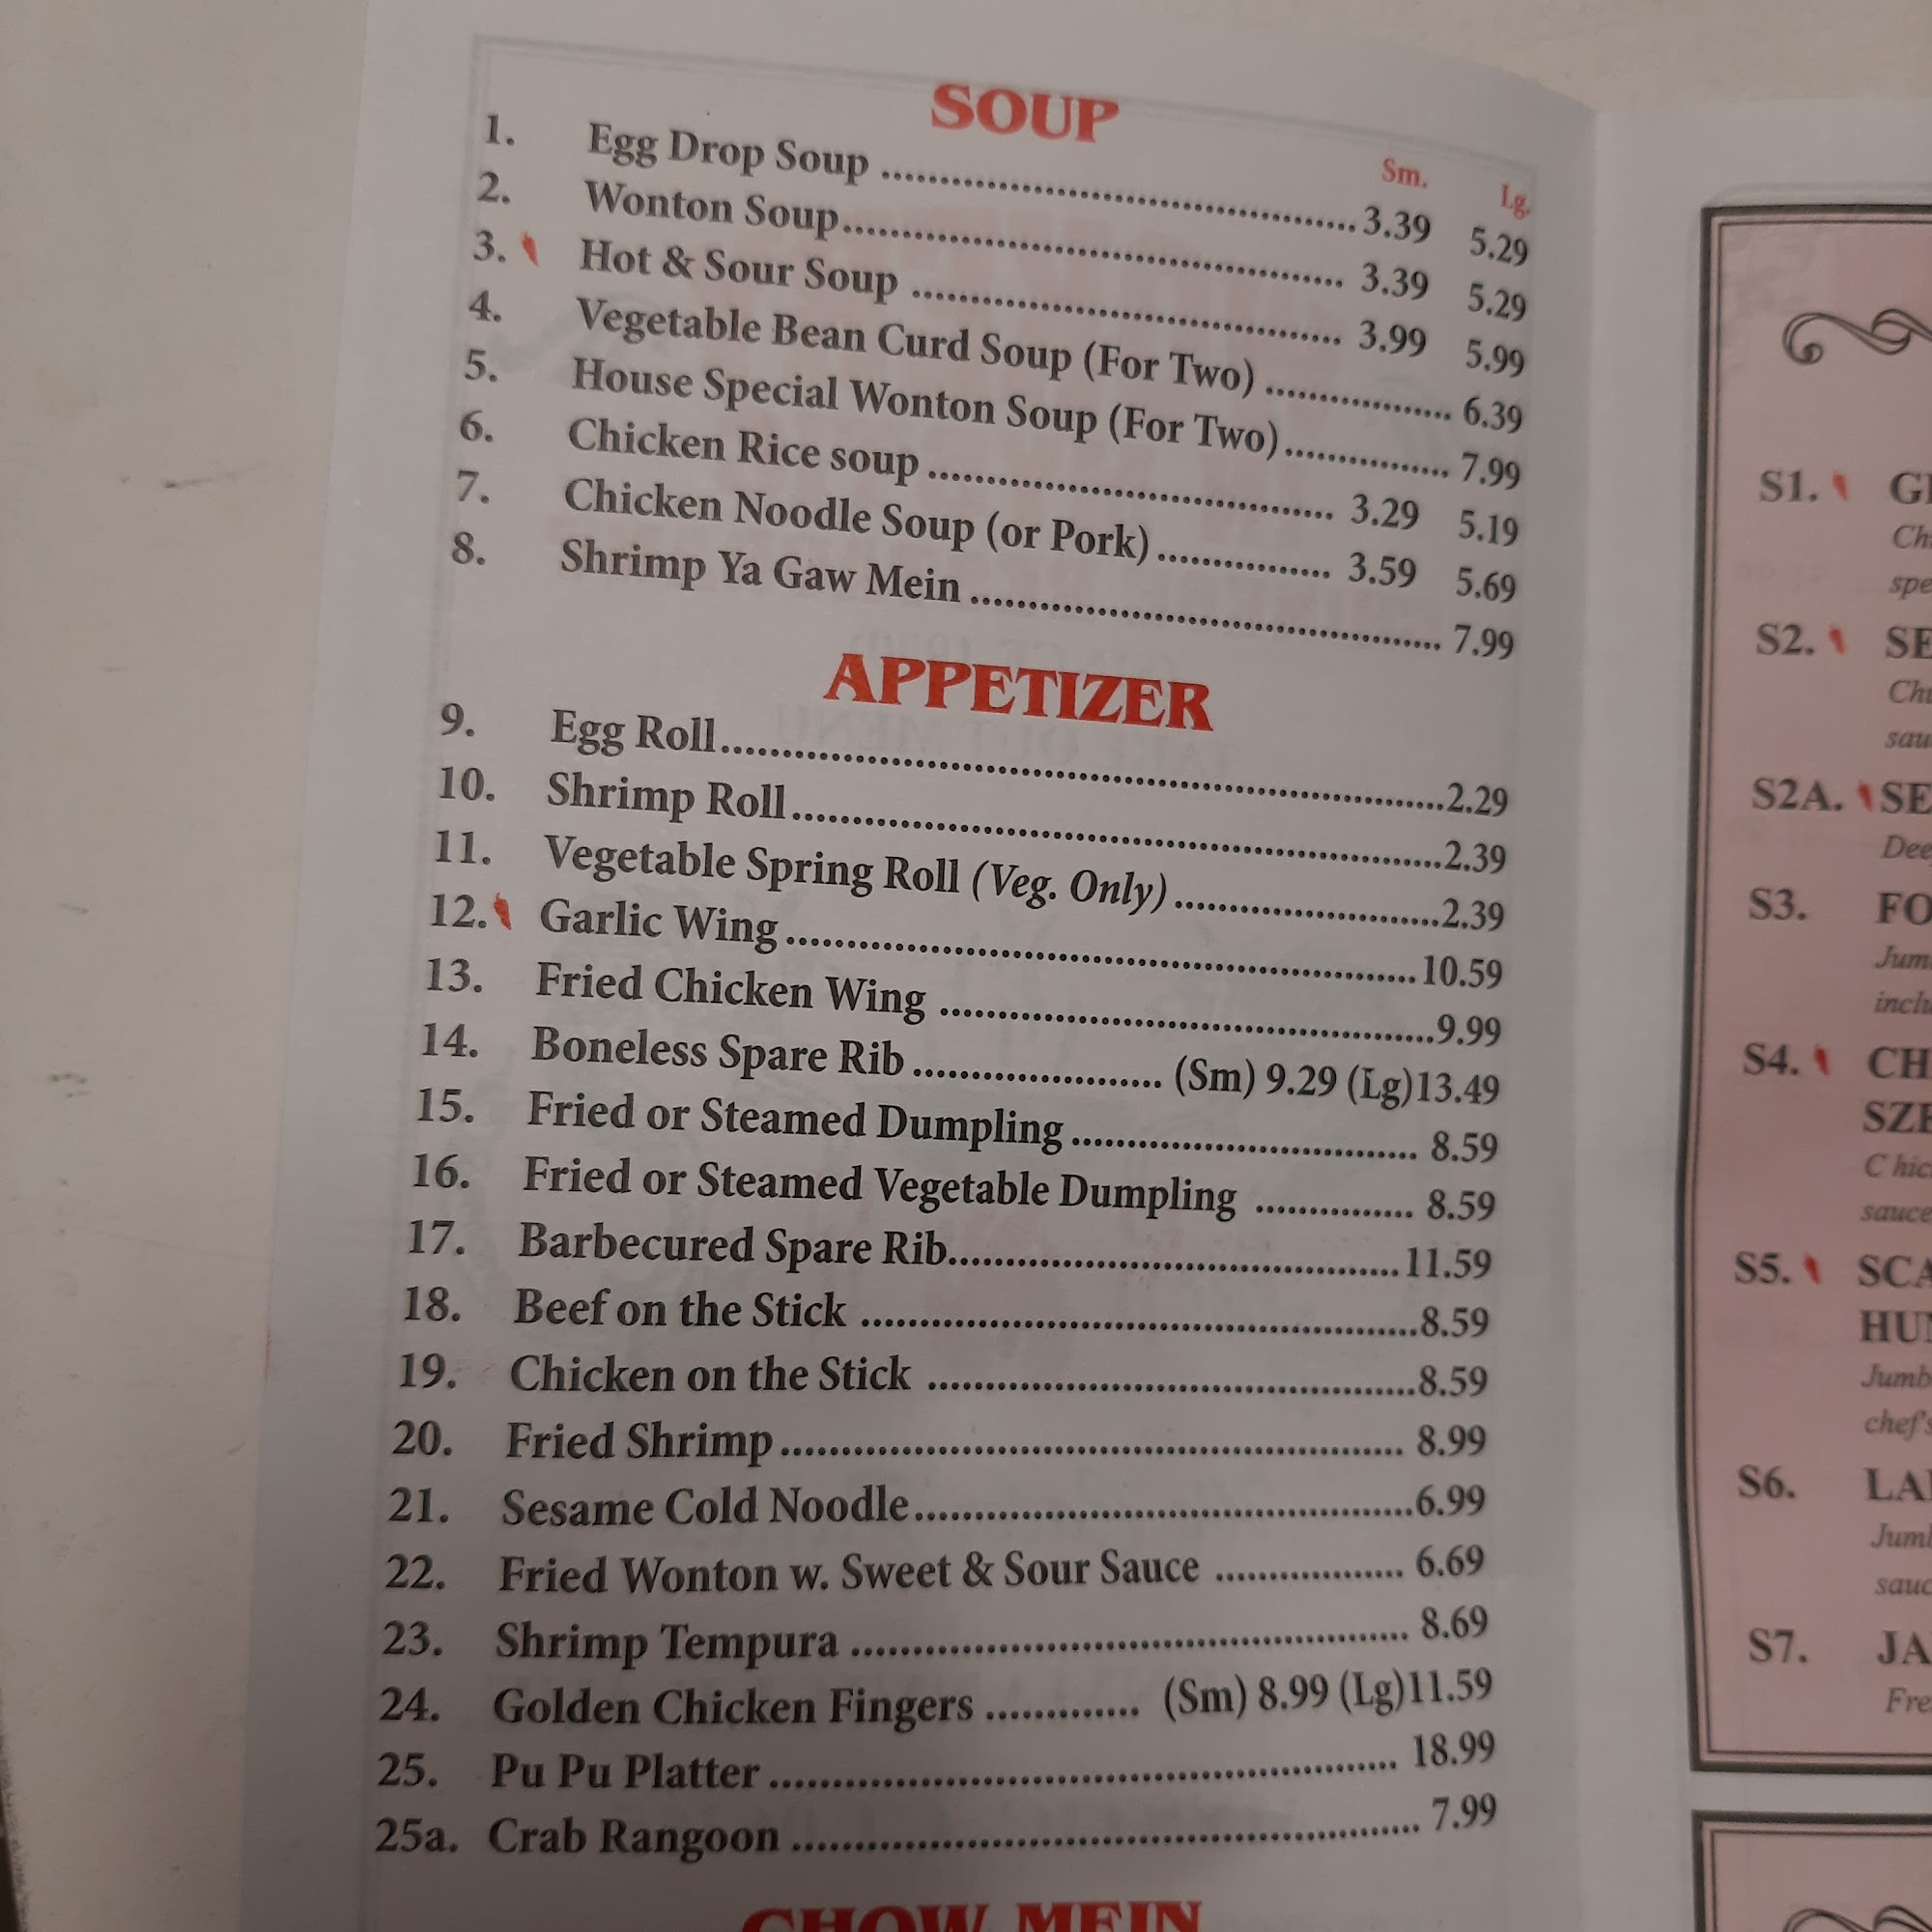 SOUP
Sm. Lg.
1. Egg Drop Soup 3.39 5.29
2. Wonton Soup 3.39 5.29
3. Hot & Sour Soup 3.99 5.99
4. Vegetable Bean Curd Soup (For Two) 6.39
5. House Special Wonton Soup (For Two) 7.99
6. Chicken Rice soup 3.29 5.19
7. Chicken Noodle Soup (or Pork) 3.59 5.69
8. Shrimp Ya Gaw Mein 7.99
APPETIZER
9. Egg Roll 2.29
10. Shrimp Roll 2.39
11. Vegetable Spring Roll (Veg. Only) 2.39
12. Garlic Wing 10.59
13. Fried Chicken Wing 9.99
14. Boneless Spare Rib (Sm) 9.29 (Lg)13.49
15. Fried or Steamed Dumpling 8.59
16. Fried or Steamed Vegetable Dumpling 8.59
17. Barbecured Spare Rib 11.59
18. Beef on the Stick 8.59
19. Chicken on the Stick 8.59
20. Fried Shrimp 8.99
21. Sesame Cold Noodle 6.99
22. Fried Wonton w. Sweet & Sour Sauce 6.69
23. Shrimp Tempura 8.69
24. Golden Chicken Fingers (Sm) 8.99 (Lg)11.59
25. Pu Pu Platter 18.99
25a. Crab Rangoon 7.99
CHOW MEIN
S1.
S2.
S2A.
S3.
S4.
S5.
S6.
S7.